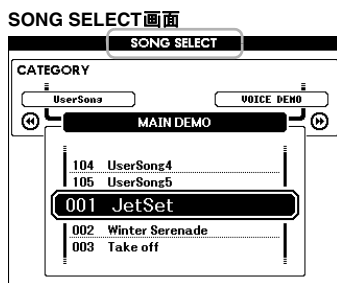 SONG SELECT画面
SONG SELECT
CATEGORY
UserSong
VOICE DEMO
MAIN DEMO
104 UserSong4
105 UserSong5
001 JetSet
002 Winter Serenade
003 Take off